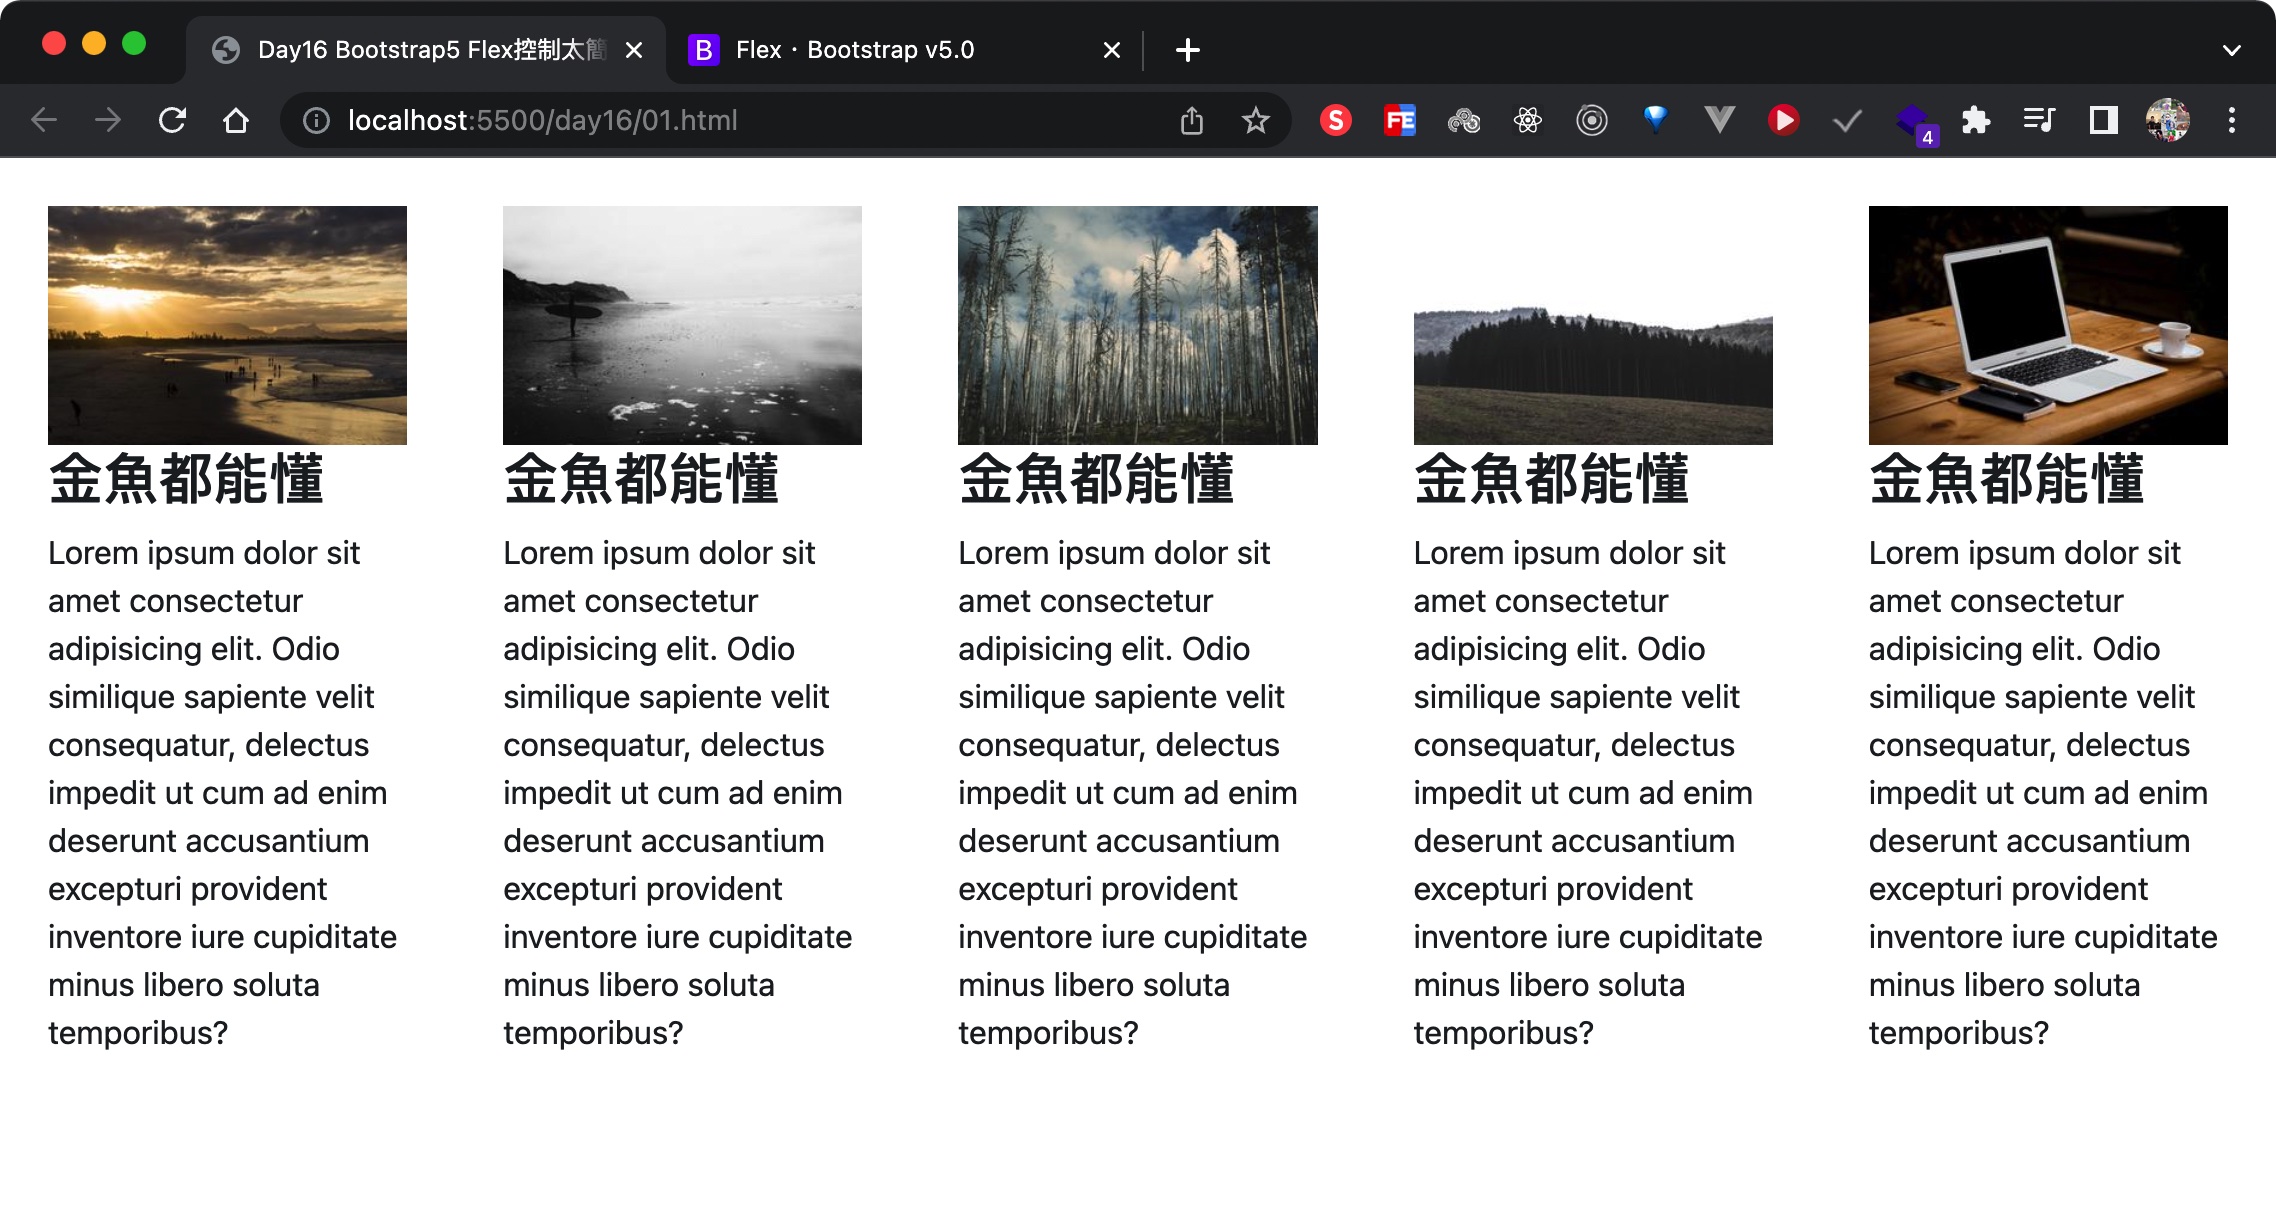 Day16 Bootstrap5 Flex控制太簡
Flex · Bootstrap v5.0
localhost:5500/day16/01.html
S
FE
4
金魚都能懂
Lorem ipsum dolor sit
amet consectetur
adipisicing elit. Odio
similique sapiente velit
consequatur, delectus
impedit ut cum ad enim
deserunt accusantium
excepturi provident
inventore iure cupiditate
minus libero soluta
temporibus?
金魚都能懂
Lorem ipsum dolor sit
amet consectetur
adipisicing elit. Odio
similique sapiente velit
consequatur, delectus
impedit ut cum ad enim
deserunt accusantium
excepturi provident
inventore iure cupiditate
minus libero soluta
temporibus?
金魚都能懂
Lorem ipsum dolor sit
amet consectetur
adipisicing elit. Odio
similique sapiente velit
consequatur, delectus
impedit ut cum ad enim
deserunt accusantium
excepturi provident
inventore iure cupiditate
minus libero soluta
temporibus?
金魚都能懂
Lorem ipsum dolor sit
amet consectetur
adipisicing elit. Odio
similique sapiente velit
consequatur, delectus
impedit ut cum ad enim
deserunt accusantium
excepturi provident
inventore iure cupiditate
minus libero soluta
temporibus?
金魚都能懂
Lorem ipsum dolor sit
amet consectetur
adipisicing elit. Odio
similique sapiente velit
consequatur, delectus
impedit ut cum ad enim
deserunt accusantium
excepturi provident
inventore iure cupiditate
minus libero soluta
temporibus?